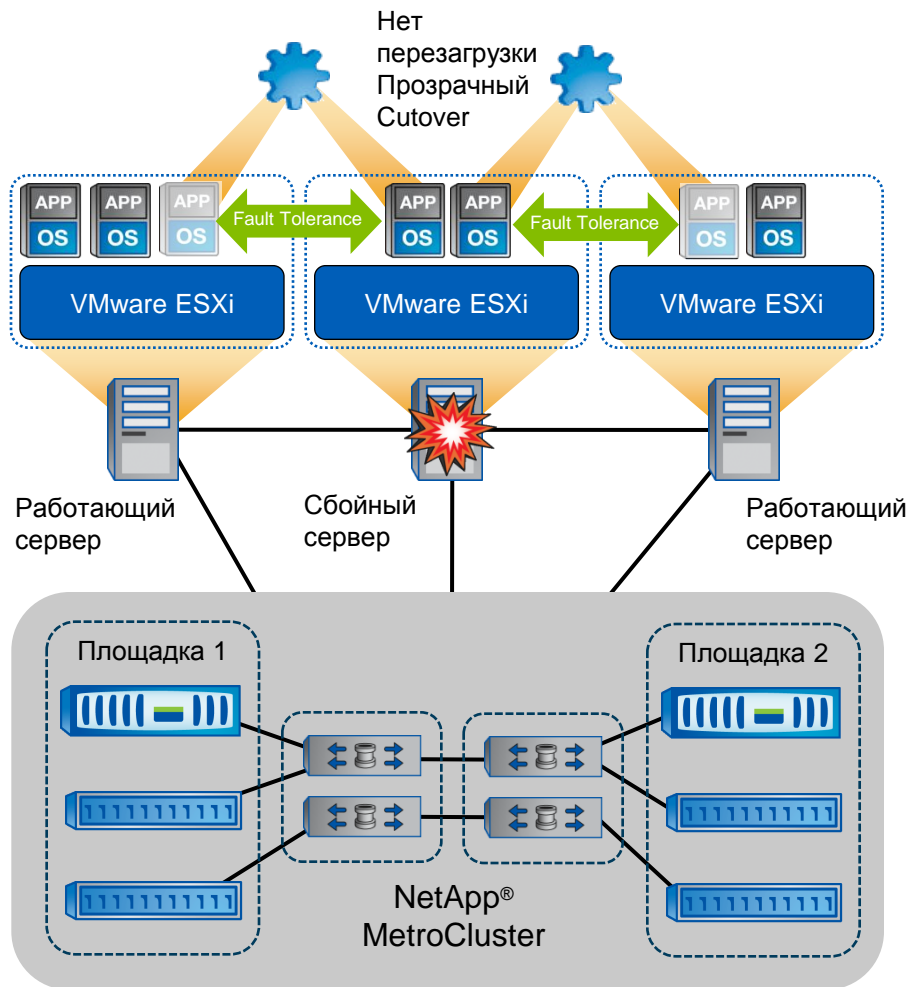 Нет
перезагрузки
Прозрачный
Cutover
APP
OS
APP
OS
APP
OS
Fault Tolerance
APP
OS
APP
OS
Fault Tolerance
APP
OS
APP
OS
VMware ESXi
VMware ESXi
VMware ESXi
Работающий
сервер
Сбойный
сервер
Работающий
сервер
Площадка 1
Площадка 2
NetApp®
MetroCluster